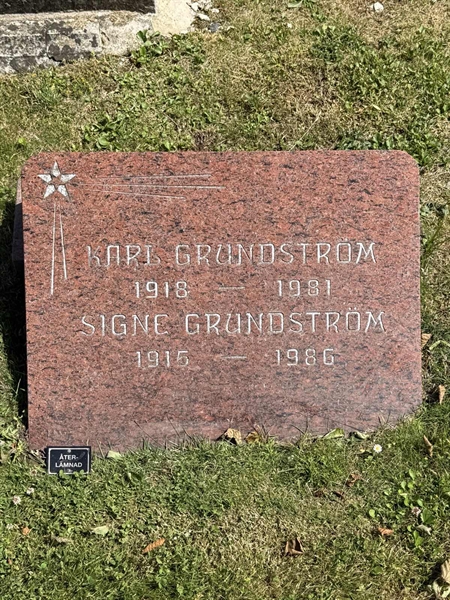 KARL GRUNDSTRÖM
1918 — 1981
SIGNE GRUNDSTRÖM
1915 — 1986
ÅTER-
LÄMNAD